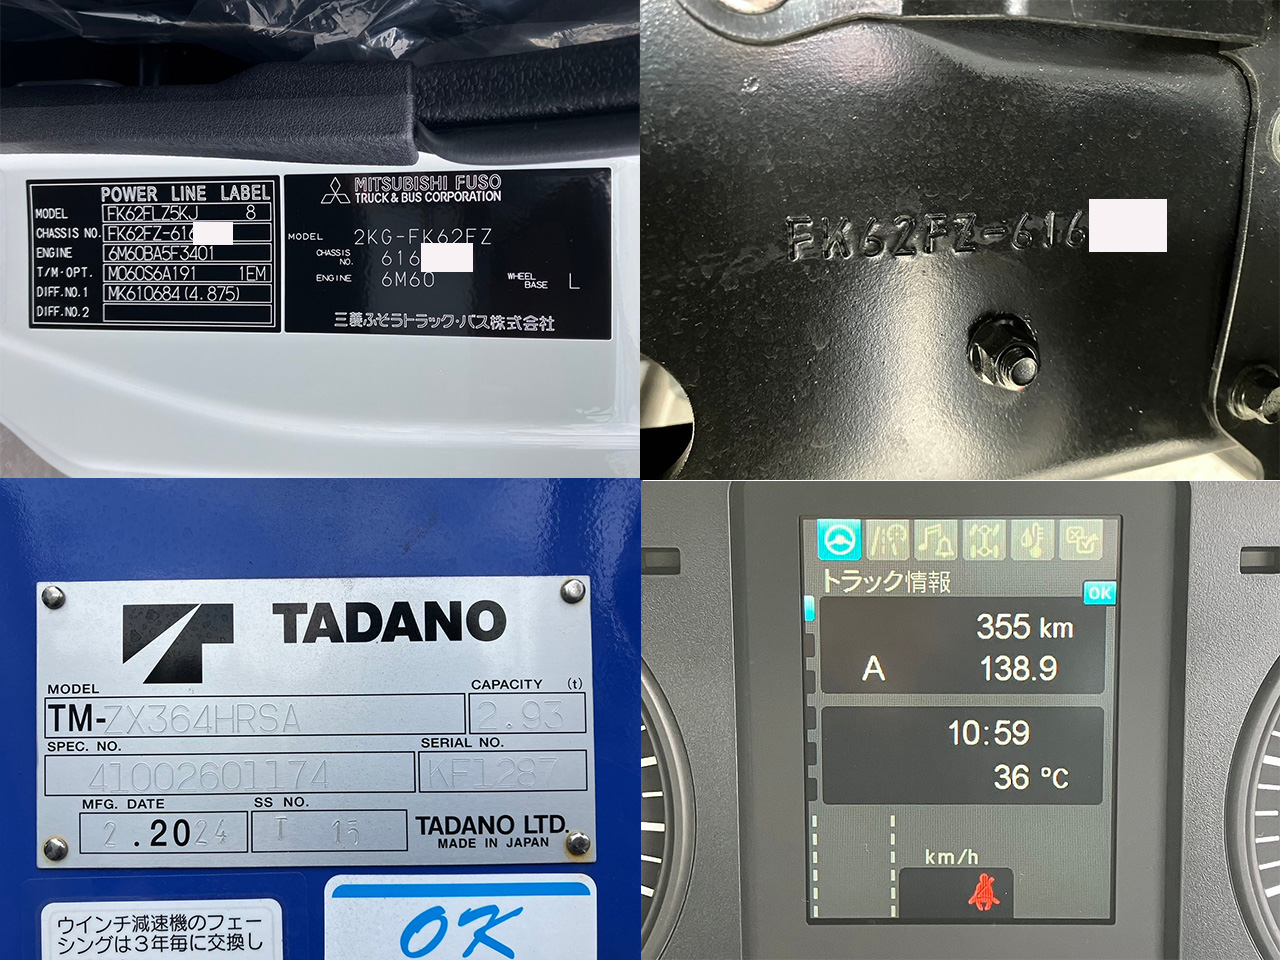 POWER LINE LABEL
MODEL FK62FLZ5KJ 8
CHASSIS NO. FK62FZ-616
ENGINE 6M60BA5F3401
T/M·OPT. M060S6A191 1EM
DIFF.NO.1 MK610684(4.875)
DIFF.NO.2
MITSUBISHI FUSO
TRUCK & BUS CORPORATION
MODEL 2KG-FK62FZ
CHASSIS NO. 616
ENGINE 6M60
WHEEL BASE L
三菱ふそうトラック・バス株式会社
FK62FZ-616
TADANO
MODEL
CAPACITY (t)
TM-ZX364HRSA 2.93
SPEC. NO. SERIAL NO.
41002601174 KF1287
MFG. DATE SS NO.
2.2024 T 15
TADANO LTD.
MADE IN JAPAN
ウインチ減速機のフェー
シングは3年毎に交換し
OK
トラック情報
OK
355 km
A 138.9
10:59
36 °C
km/h